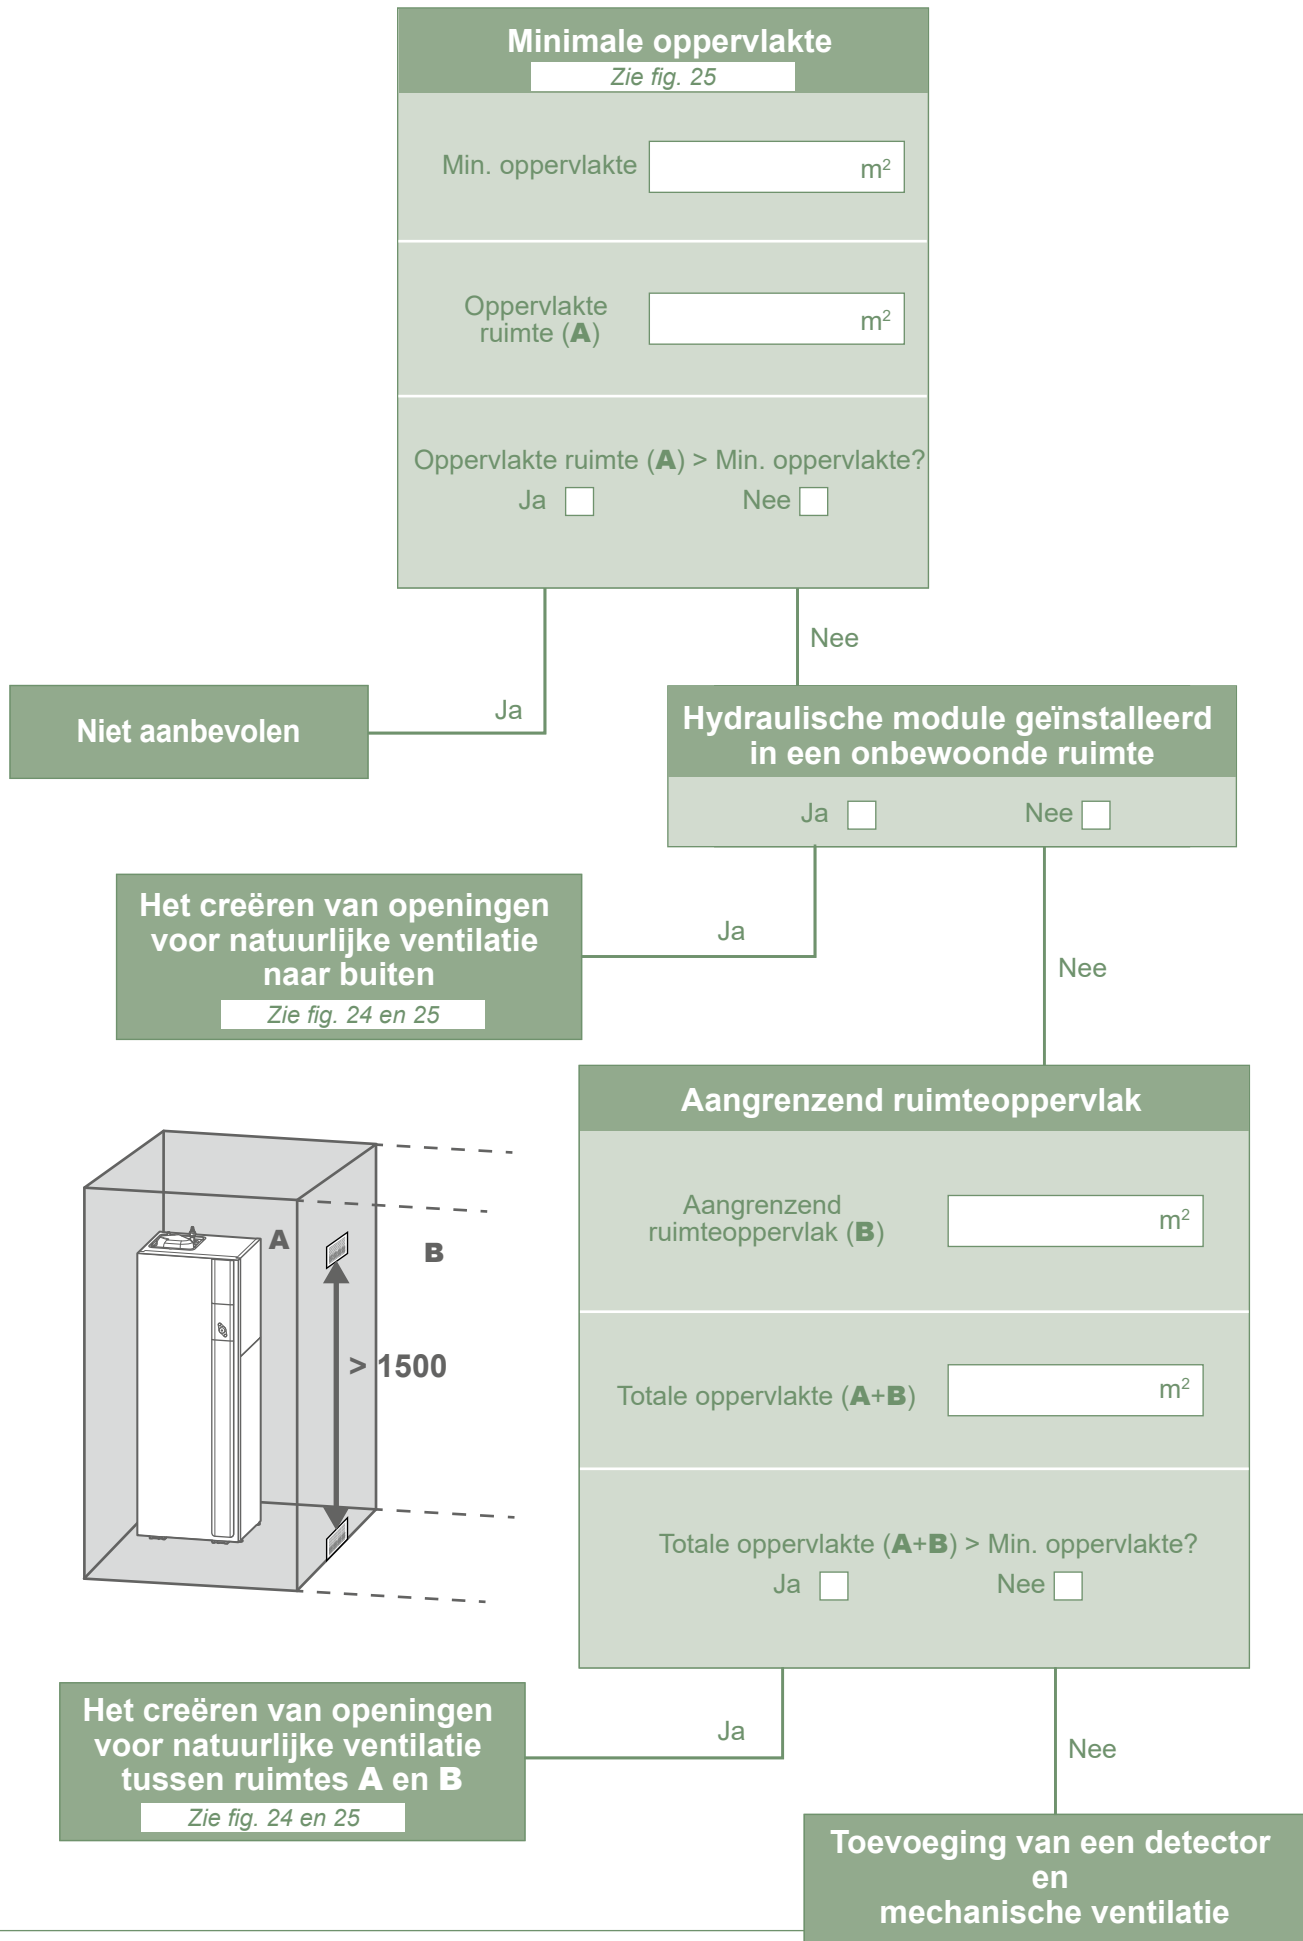 Minimale oppervlakte
Zie fig. 25
Min. oppervlakte
m²
Oppervlakte
ruimte (A)
m²
Oppervlakte ruimte (A) > Min. oppervlakte?
Ja
Nee
Nee
Ja
Niet aanbevolen
Hydraulische module geïnstalleerd
in een onbewoonde ruimte
Ja
Nee
Het creëren van openingen
voor natuurlijke ventilatie
naar buiten
Zie fig. 24 en 25
Ja
Nee
Aangrenzend ruimteoppervlak
Aangrenzend
ruimteoppervlak (B)
m²
A
B
> 1500
Totale oppervlakte (A+B)
m²
Totale oppervlakte (A+B) > Min. oppervlakte?
Ja
Nee
Het creëren van openingen
voor natuurlijke ventilatie
tussen ruimtes A en B
Zie fig. 24 en 25
Ja
Nee
Toevoeging van een detector
en
mechanische ventilatie